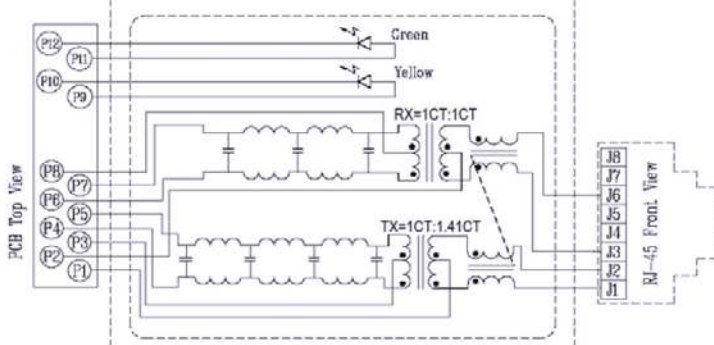 P12
Green
P11
Yellow
P10
P9
RX=1CT:1CT
P8
P7
P6
P5
P4
P3
P2
P1
TX=1CT:1.41CT
J8
J7
J6
J5
J4
J3
J2
J1
PCB Top View
RJ-45 Front View